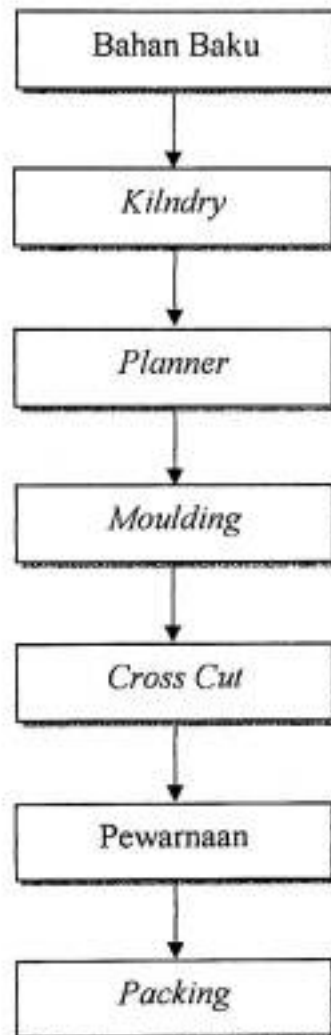 Bahan Baku
Kilndry
Planner
Moulding
Cross Cut
Pewarnaan
Packing